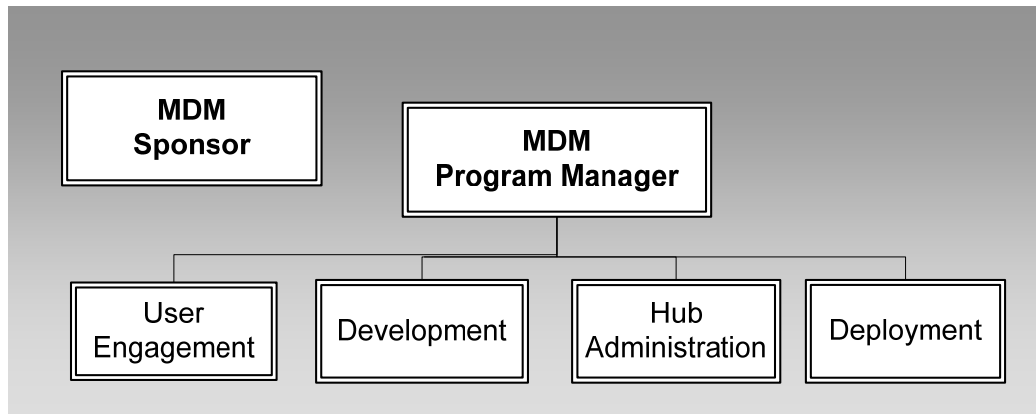 MDM
Sponsor
MDM
Program Manager
User
Engagement
Development
Hub
Administration
Deployment